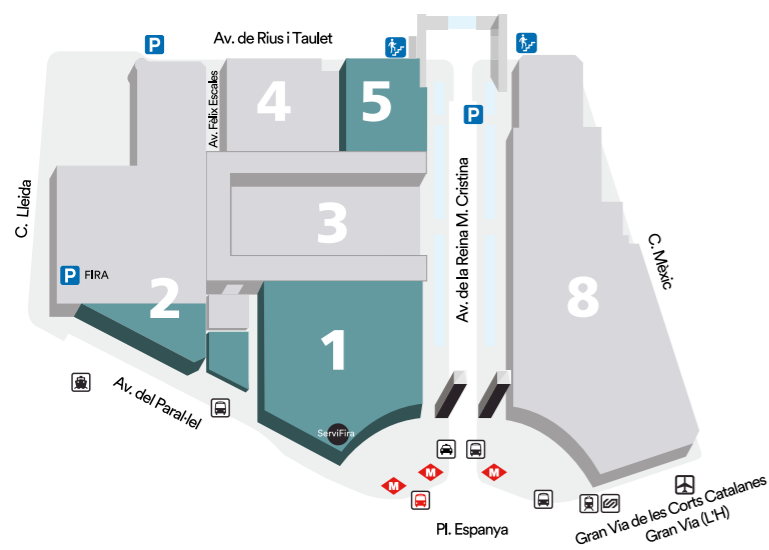 P
Av. de Rius i Taulet
Av. Fèlix Escales
4
5
P
C. Lleida
3
Av. de la Reina M. Cristina
C. Mèxic
P FIRA
2
8
1
Av. del Paral·lel
ServiFira
M
M
M
Pl. Espanya
Gran Via de les Corts Catalanes
Gran Via (L'H)